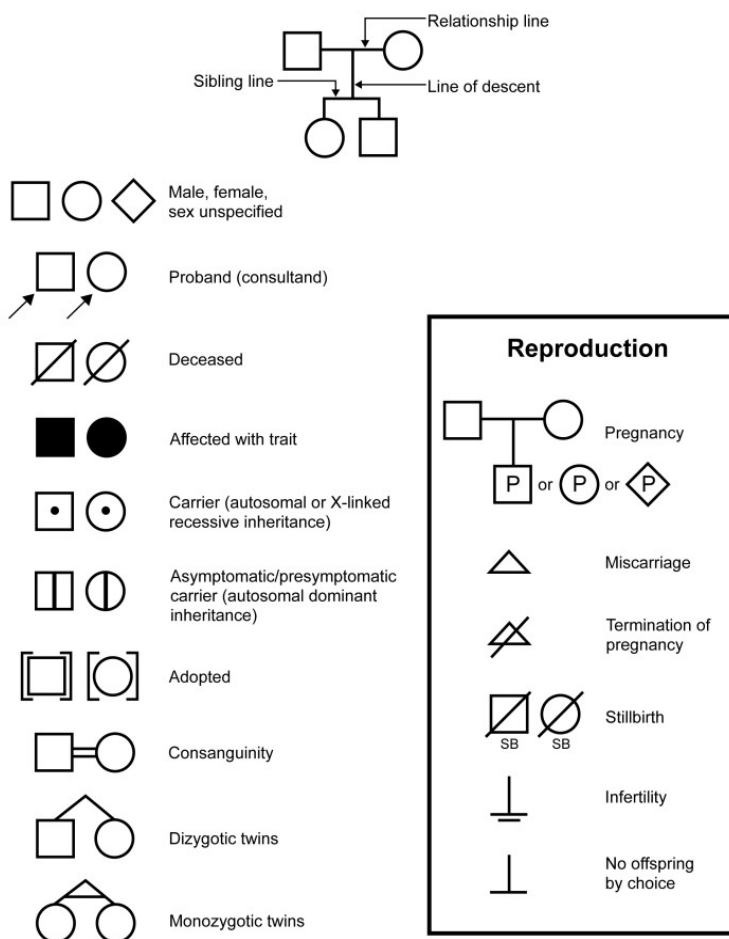 Relationship line
Sibling line
Line of descent
Male, female,
sex unspecified
Proband (consultand)
Deceased
Affected with trait
Carrier (autosomal or X-linked
recessive inheritance)
Asymptomatic/presymptomatic
carrier (autosomal dominant
inheritance)
Adopted
Consanguinity
Dizygotic twins
Monozygotic twins
Reproduction
Pregnancy
P or P or P
Miscarriage
Termination of
pregnancy
Stillbirth
SB SB
Infertility
No offspring
by choice